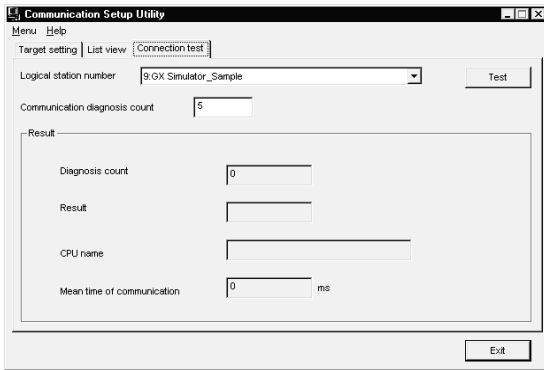 Communication Setup Utility
Menu Help
Target setting List view Connection test
Logical station number 9:GX Simulator_Sample Test
Communication diagnosis count 5
Result
Diagnosis count 0
Result
CPU name
Mean time of communication 0 ms
Exit